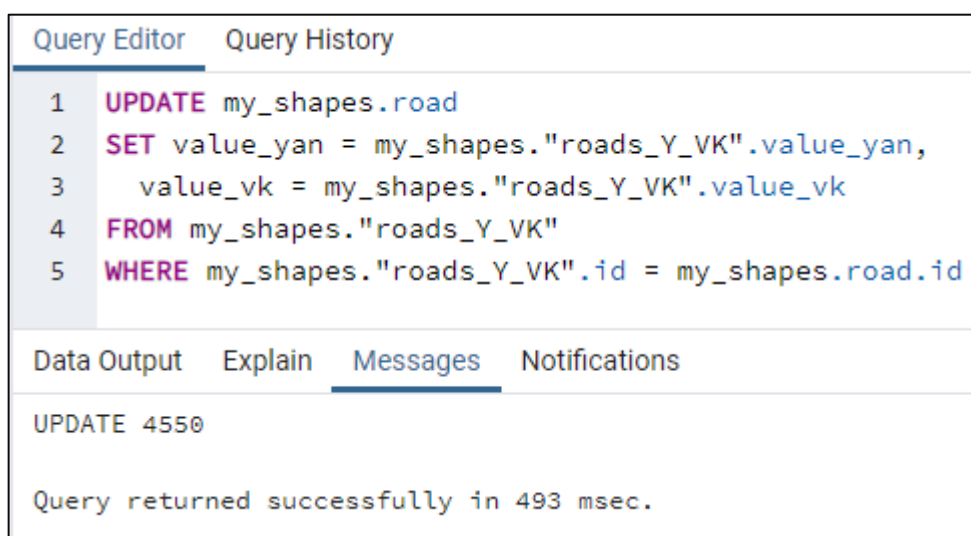 Query Editor Query History
1 UPDATE my_shapes.road
2 SET value_yan = my_shapes."roads_Y_VK".value_yan,
3 value_vk = my_shapes."roads_Y_VK".value_vk
4 FROM my_shapes."roads_Y_VK"
5 WHERE my_shapes."roads_Y_VK".id = my_shapes.road.id
Data Output Explain Messages Notifications
UPDATE 4550
Query returned successfully in 493 msec.